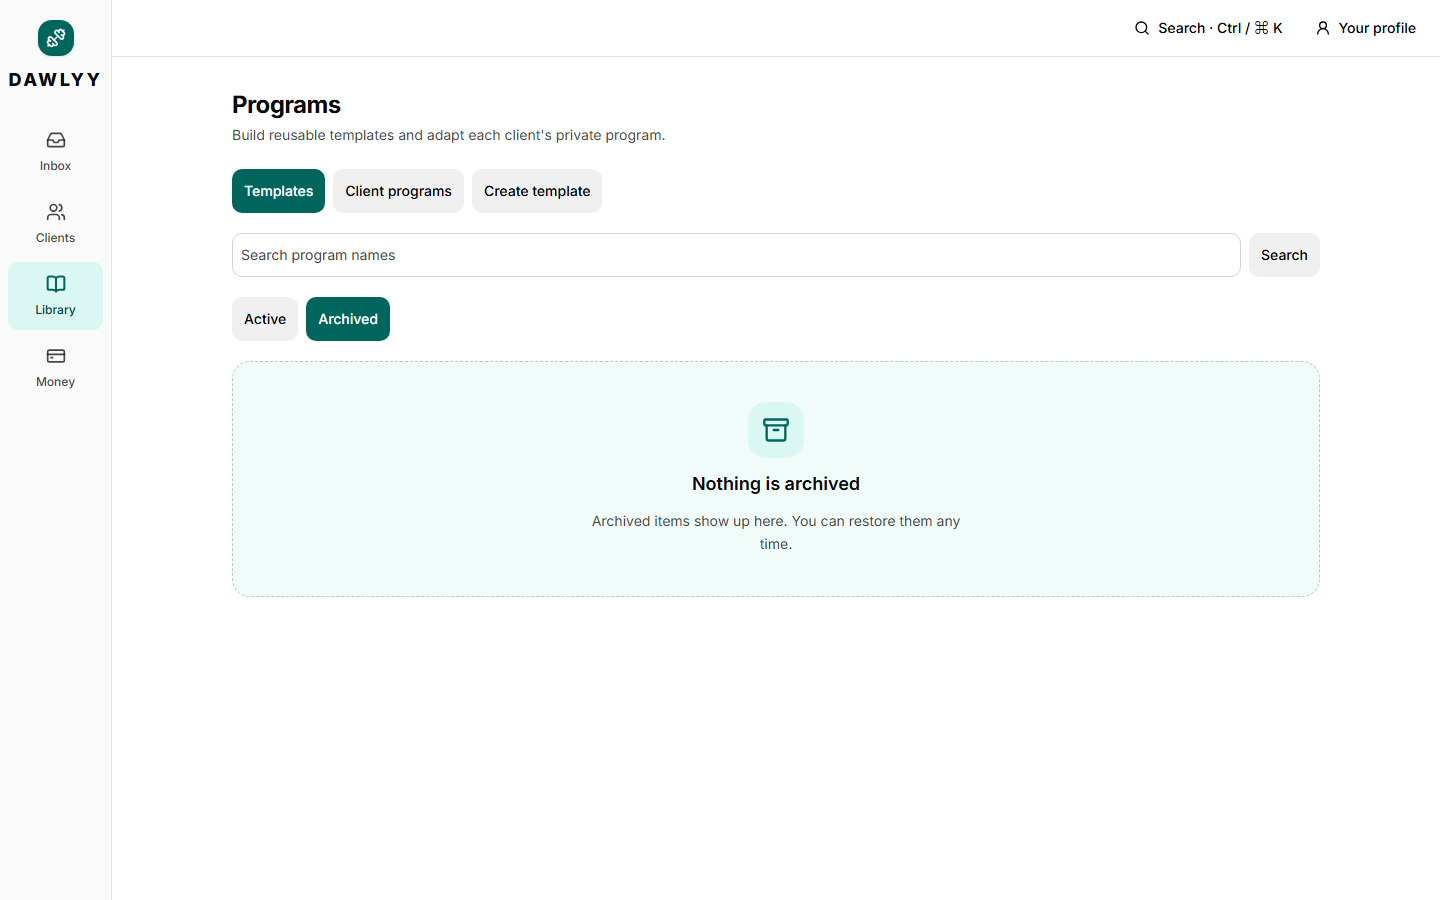 Search · Ctrl / ⌘ K
Your profile
DAWLYY
Inbox
Clients
Library
Money
Programs
Build reusable templates and adapt each client's private program.
Templates
Client programs
Create template
Search program names
Search
Active
Archived
Nothing is archived
Archived items show up here. You can restore them any
time.